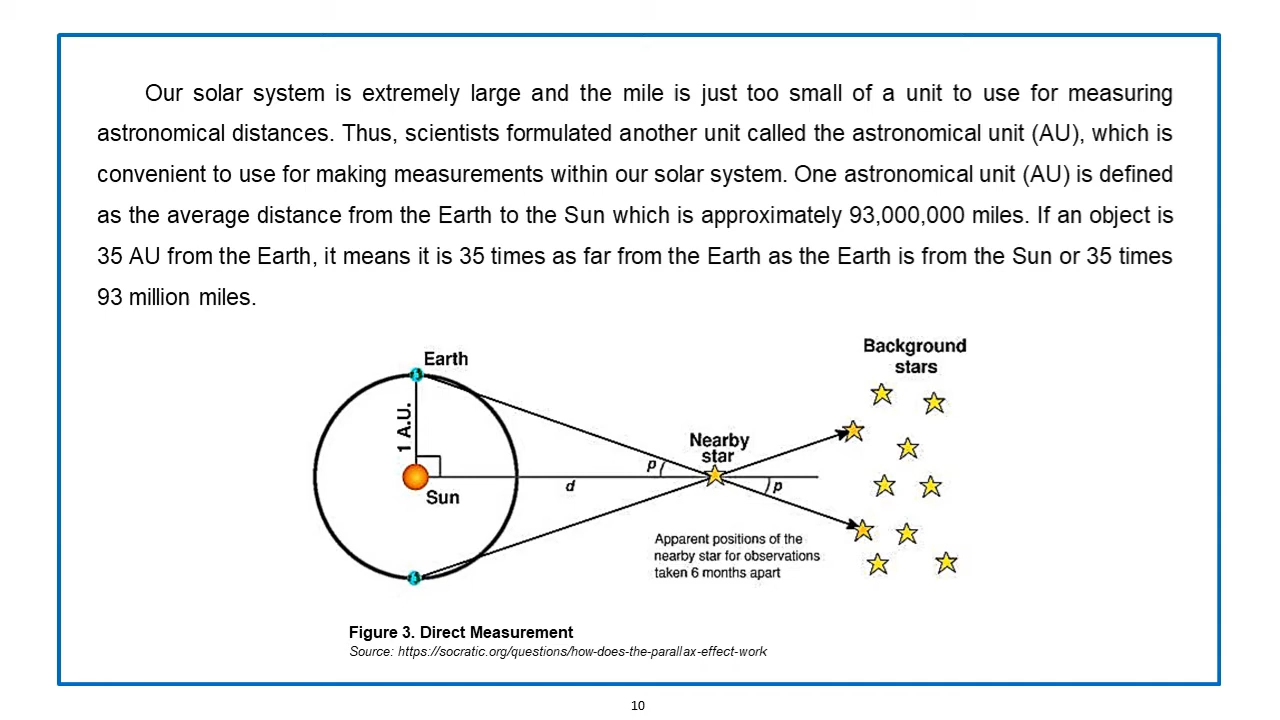 Our solar system is extremely large and the mile is just too small of a unit to use for measuring
astronomical distances. Thus, scientists formulated another unit called the astronomical unit (AU), which is
convenient to use for making measurements within our solar system. One astronomical unit (AU) is defined
as the average distance from the Earth to the Sun which is approximately 93,000,000 miles. If an object is
35 AU from the Earth, it means it is 35 times as far from the Earth as the Earth is from the Sun or 35 times
93 million miles.
Background
stars
Earth
1 A.U.
Nearby
star
p
p
Sun
d
Apparent positions of the
nearby star for observations
taken 6 months apart
Figure 3. Direct Measurement
Source: https://socratic.org/questions/how-does-the-parallax-effect-work
10